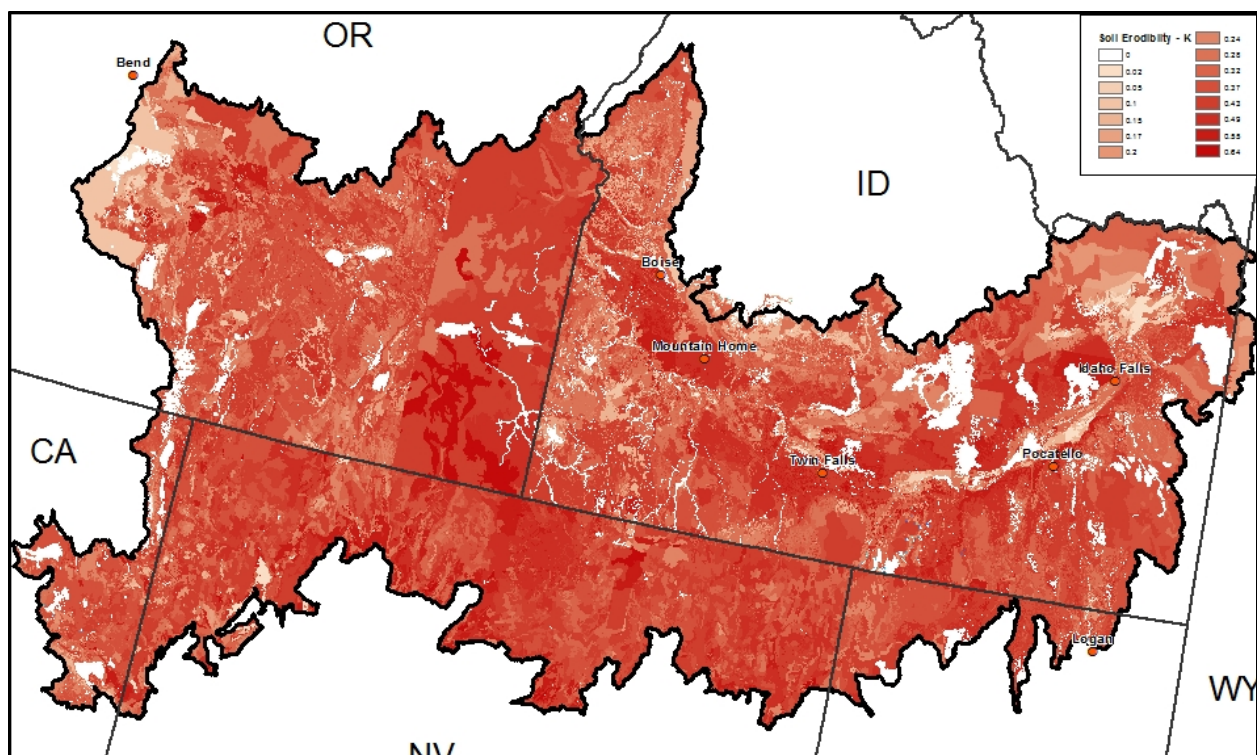 OR
Bend
Soil Erodibility - K
0
0.02
0.05
0.1
0.15
0.17
0.2
0.24
0.28
0.32
0.37
0.43
0.49
0.55
0.64
ID
Boise
Mountain Home
Idaho Falls
CA
Twin Falls
Pocatello
Logan
WY
NV